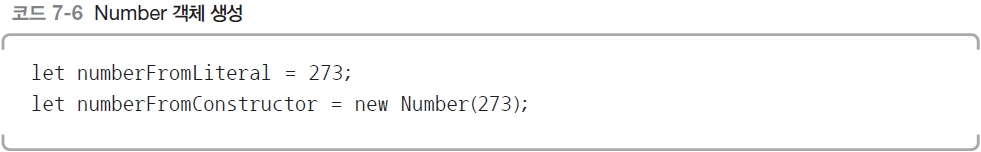 코드 7-6 Number 객체 생성
let numberFromLiteral = 273;
let numberFromConstructor = new Number(273);